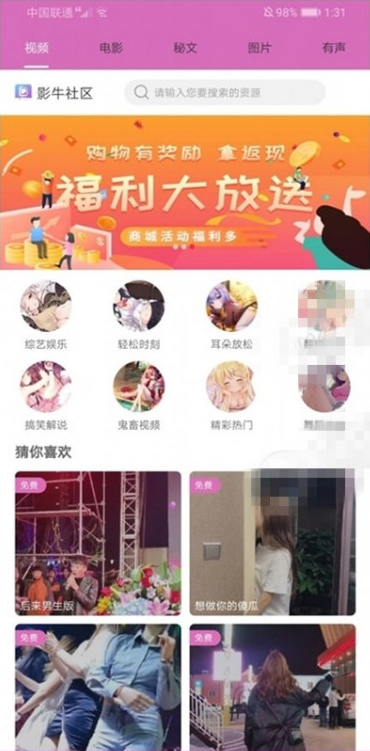 中国联通 4G 98% 1:31
视频 电影 秘文 图片 有声
影牛社区 请输入您要搜索的资源
购物有奖励 拿返现
福利大放送
商城活动福利多
综艺娱乐 轻松时刻 耳朵放松
搞笑解说 鬼畜视频 精彩热门
猜你喜欢
免费 免费
后来男生版 想做你的傻瓜
免费 免费